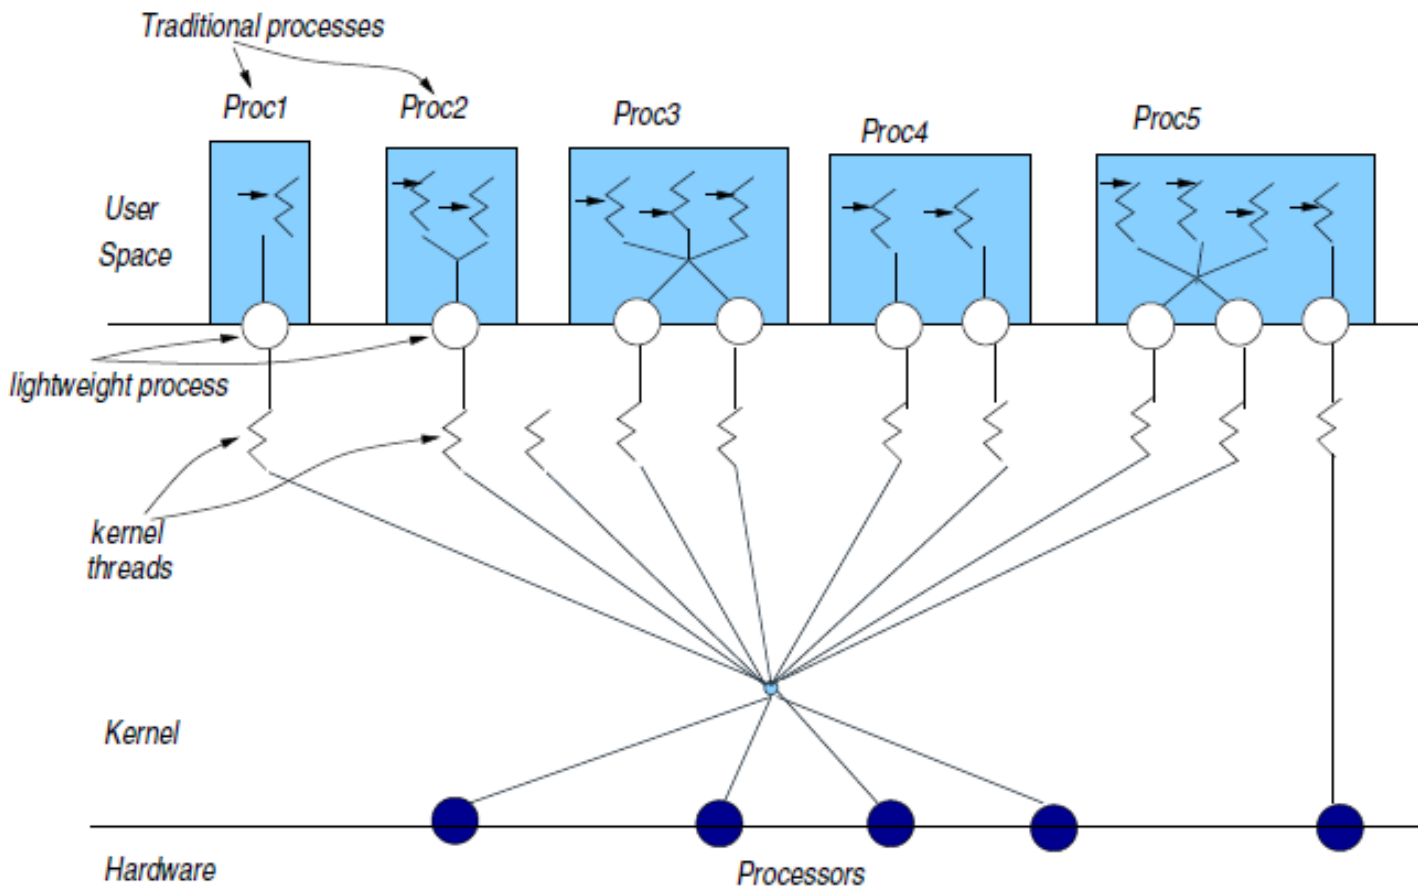 Traditional processes
Proc1
Proc2
Proc3
Proc4
Proc5
User
Space
lightweight process
kernel
threads
Kernel
Hardware
Processors